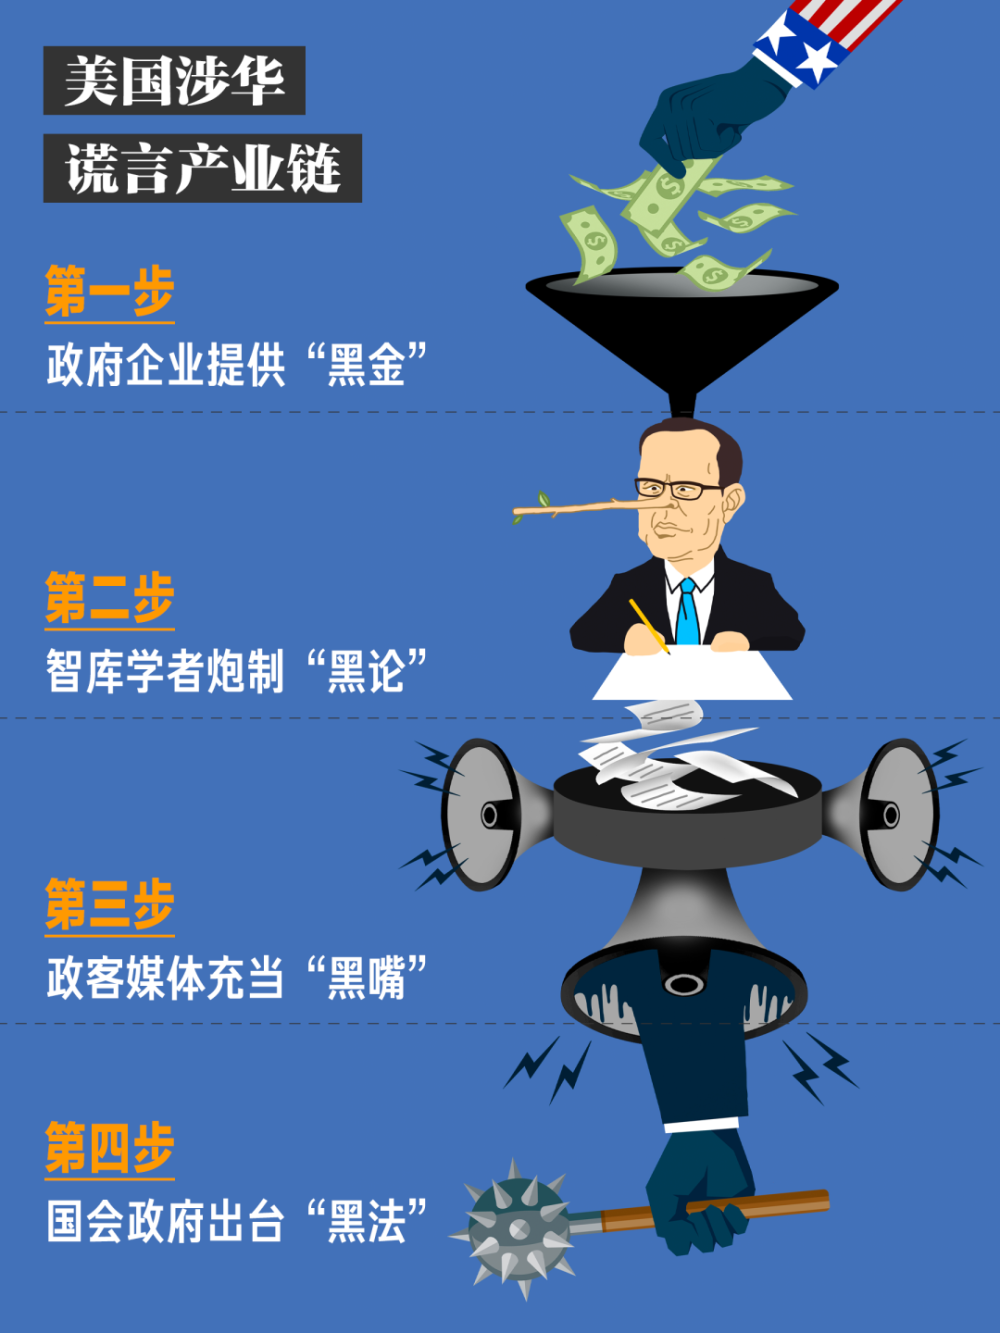 美国涉华
谎言产业链
第一步
政府企业提供“黑金”
第二步
智库学者炮制“黑论”
第三步
政客媒体充当“黑嘴”
第四步
国会政府出台“黑法”